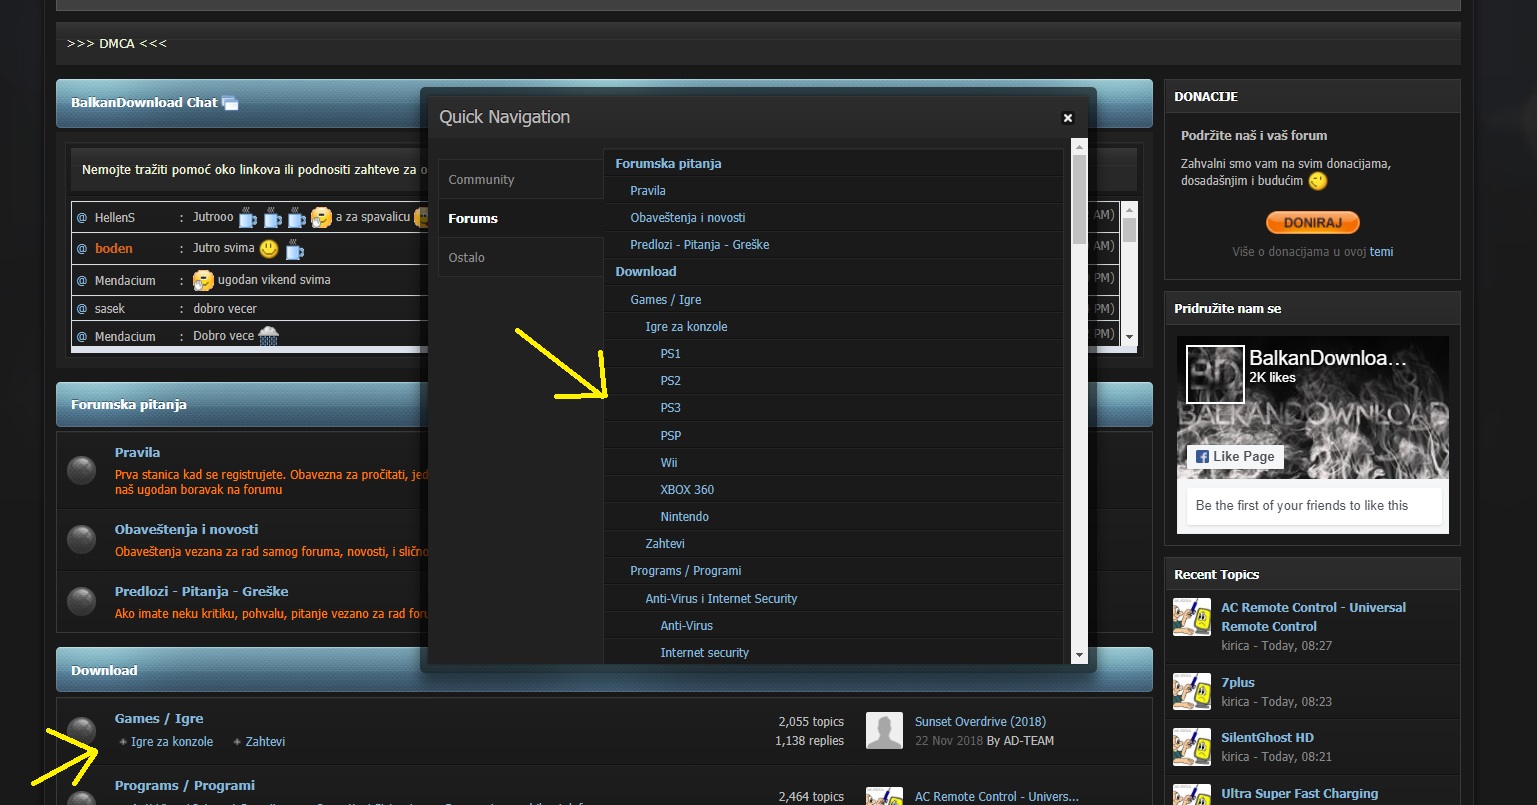 >>> DMCA <<<
BalkanDownload Chat
Nemojte tražiti pomoć oko linkova ili podnositi zahteve za o
@ HellenS : Jutrooo a za spavalicu
AM)
@ boden : Jutro svima
AM)
@ Mendacium : ugodan vikend svima
PM)
@ sasek : dobro vecer
PM)
@ Mendacium : Dobro vece
PM)
Forumska pitanja
Pravila
Prva stanica kad se registrujete. Obavezna za pročitati, jed
naš ugodan boravak na forumu
Obaveštenja i novosti
Obaveštenja vezana za rad samog foruma, novosti, i slično
Predlozi - Pitanja - Greške
Ako imate neku kritiku, pohvalu, pitanje vezano za rad foru
Download
Games / Igre
Igre za konzole Zahtevi
2,055 topics
1,138 replies
Sunset Overdrive (2018)
22 Nov 2018 By AD-TEAM
Programs / Programi
2,464 topics
AC Remote Control - Univers...
Quick Navigation
Community
Forums
Ostalo
Forumska pitanja
Pravila
Obaveštenja i novosti
Predlozi - Pitanja - Greške
Download
Games / Igre
Igre za konzole
PS1
PS2
PS3
PSP
Wii
XBOX 360
Nintendo
Zahtevi
Programs / Programi
Anti-Virus i Internet Security
Anti-Virus
Internet security
DONACIJE
Podržite naš i vaš forum
Zahvalni smo vam na svim donacijama,
dosadašnjim i budućim
DONIRAJ
Više o donacijama u ovoj temi
Pridružite nam se
BalkanDownloa...
2K likes
BD
BALKANDOWNLOAD
Like Page
Be the first of your friends to like this
Recent Topics
AC Remote Control - Universal
Remote Control
kirica - Today, 08:27
7plus
kirica - Today, 08:23
SilentGhost HD
kirica - Today, 08:21
Ultra Super Fast Charging